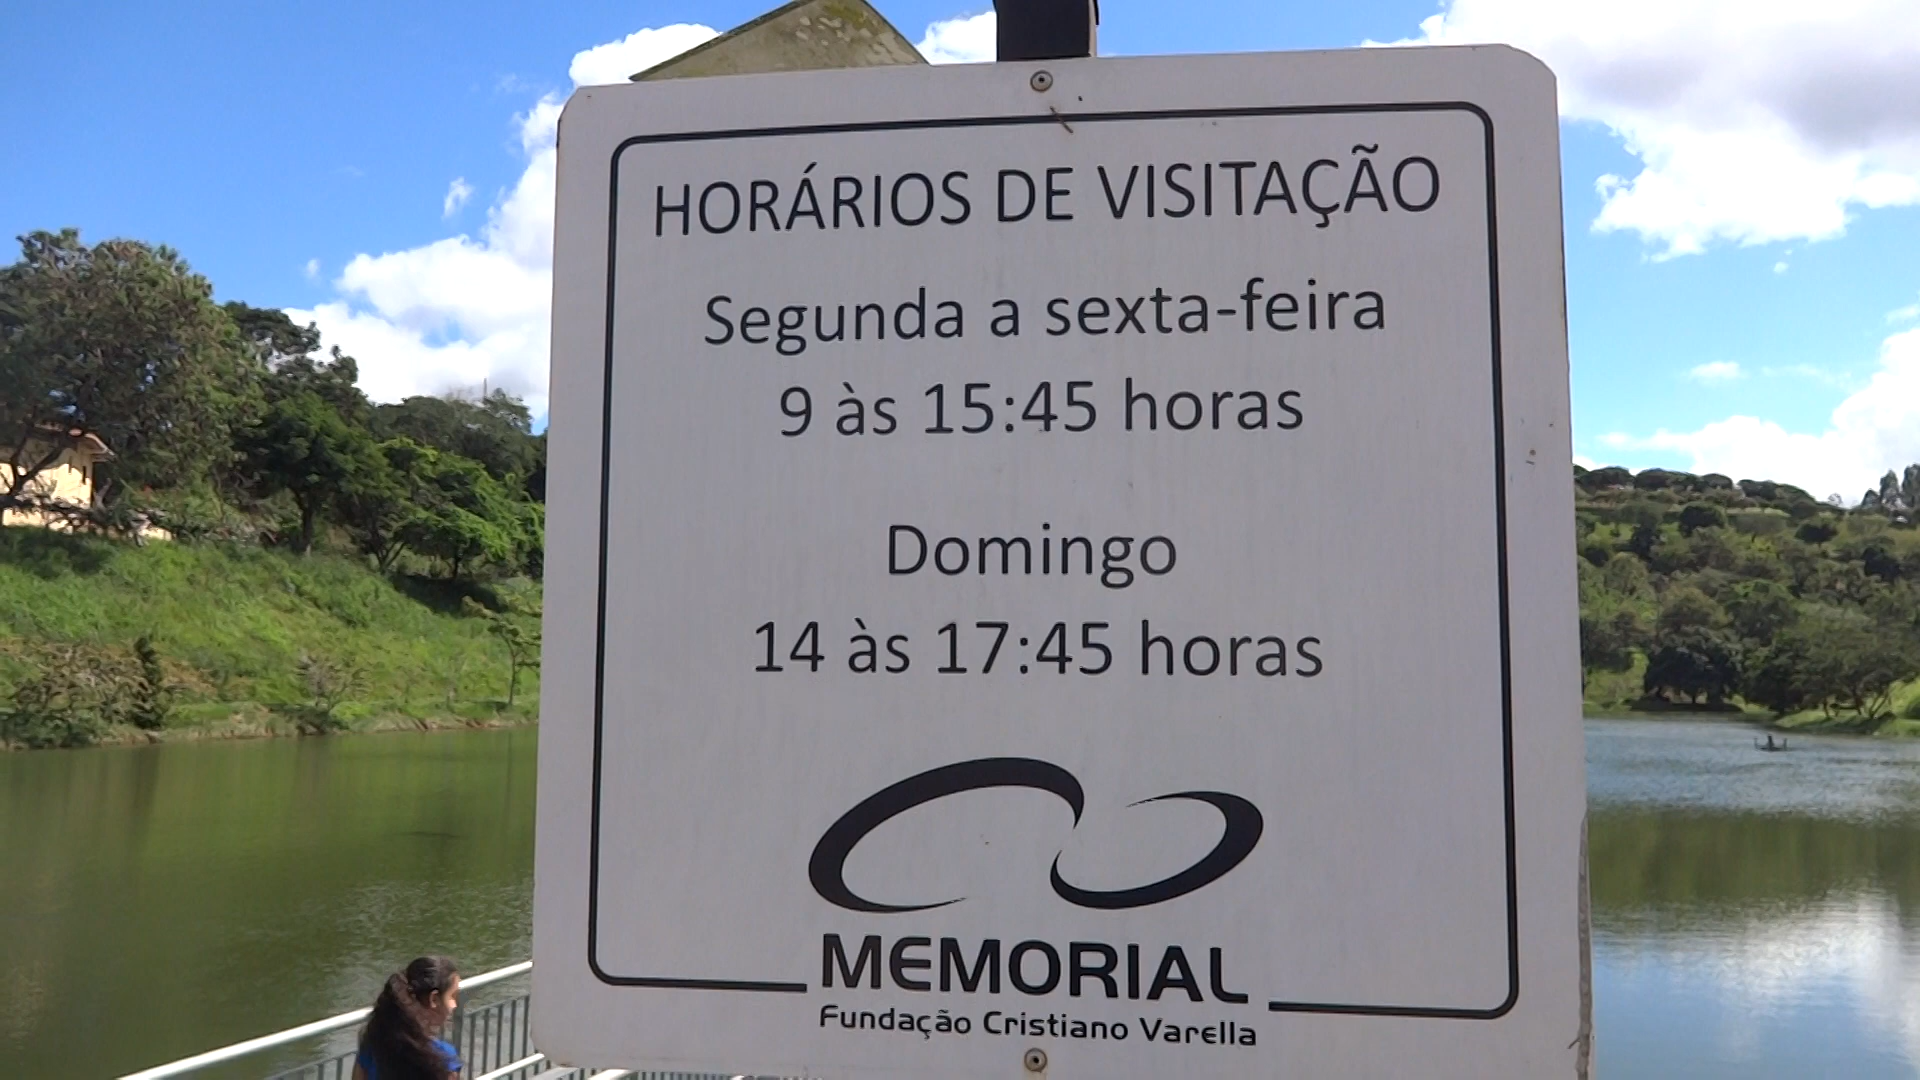 HORÁRIOS DE VISITAÇÃO
Segunda a sexta-feira
9 às 15:45 horas
Domingo
14 às 17:45 horas
MEMORIAL
Fundação Cristiano Varella